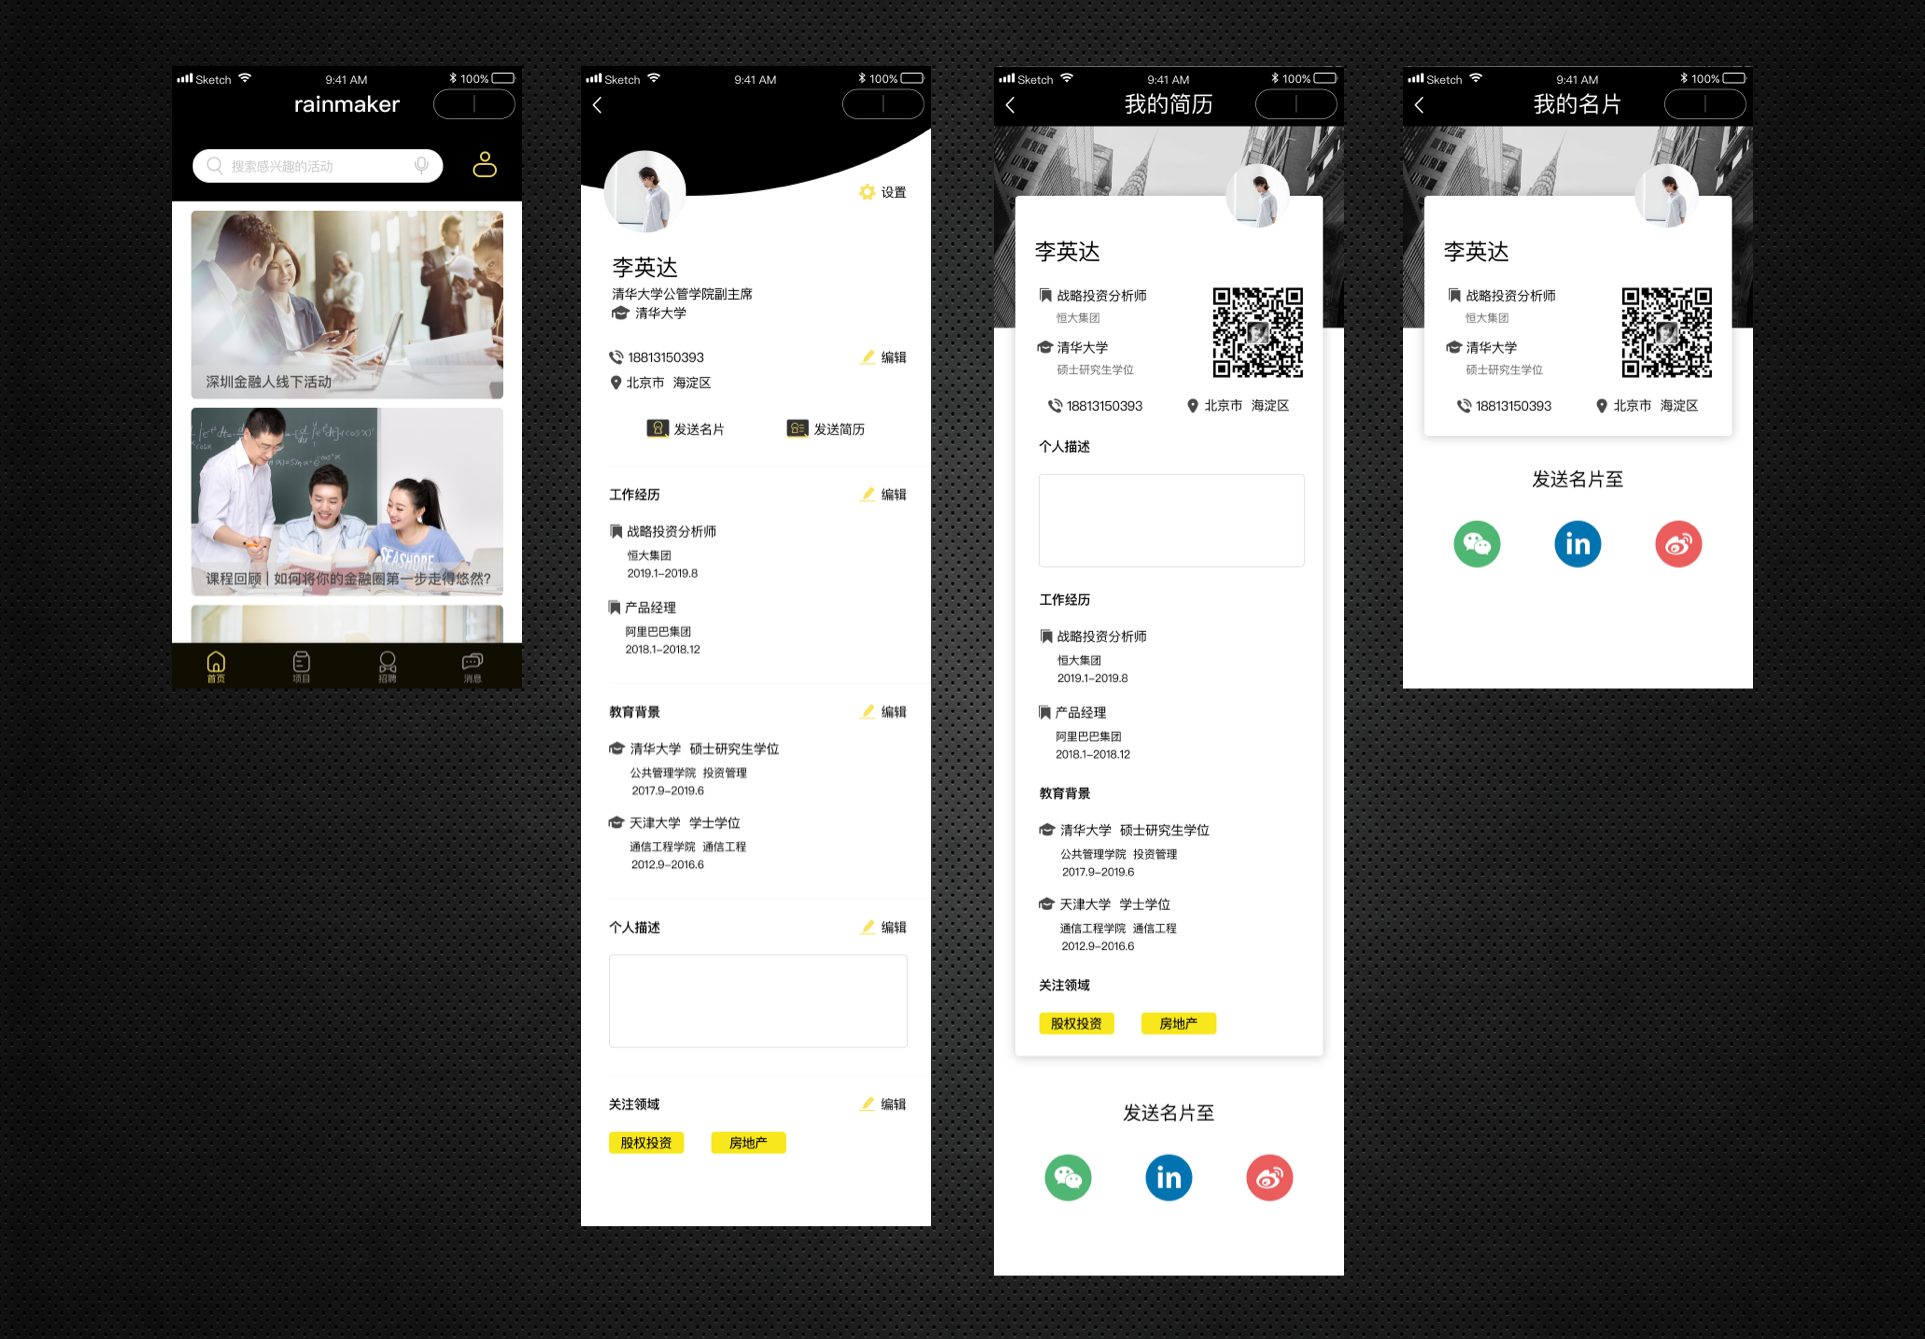 Sketch 9:41 AM 100%
rainmaker
搜索感兴趣的活动
深圳金融人线下活动
课程回顾 | 如何将你的金融圈第一步走得悠然?
首页 项目 招聘 消息
Sketch 9:41 AM 100%
设置
李英达
清华大学公管学院副主席
清华大学
18813150393 编辑
北京市 海淀区
发送名片 发送简历
工作经历 编辑
战略投资分析师
恒大集团
2019.1-2019.8
产品经理
阿里巴巴集团
2018.1-2018.12
教育背景 编辑
清华大学 硕士研究生学位
公共管理学院 投资管理
2017.9-2019.6
天津大学 学士学位
通信工程学院 通信工程
2012.9-2016.6
个人描述 编辑
关注领域 编辑
股权投资 房地产
Sketch 9:41 AM 100%
我的简历
李英达
战略投资分析师
恒大集团
清华大学
硕士研究生学位
18813150393 北京市 海淀区
个人描述
工作经历
战略投资分析师
恒大集团
2019.1-2019.8
产品经理
阿里巴巴集团
2018.1-2018.12
教育背景
清华大学 硕士研究生学位
公共管理学院 投资管理
2017.9-2019.6
天津大学 学士学位
通信工程学院 通信工程
2012.9-2016.6
关注领域
股权投资 房地产
发送名片至
in
Sketch 9:41 AM 100%
我的名片
李英达
战略投资分析师
恒大集团
清华大学
硕士研究生学位
18813150393 北京市 海淀区
发送名片至
in